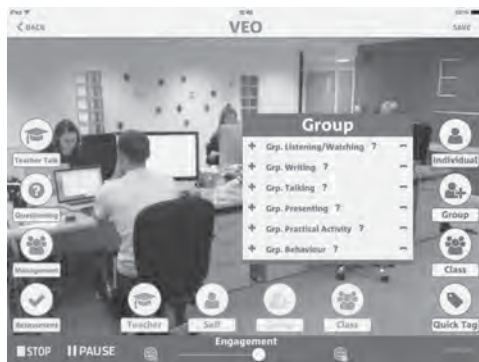 iPad
BACK
VEO
SAVE
Group
+ Grp. Listening/Watching ? −
+ Grp. Writing ? −
+ Grp. Talking ? −
+ Grp. Presenting ? −
+ Grp. Practical Activity ? −
+ Grp. Behaviour ? −
Teacher Talk
Individual
Questioning
Group
Management
Class
Teacher
Self
Class
Quick Tag
Engagement
STOP
PAUSE
E